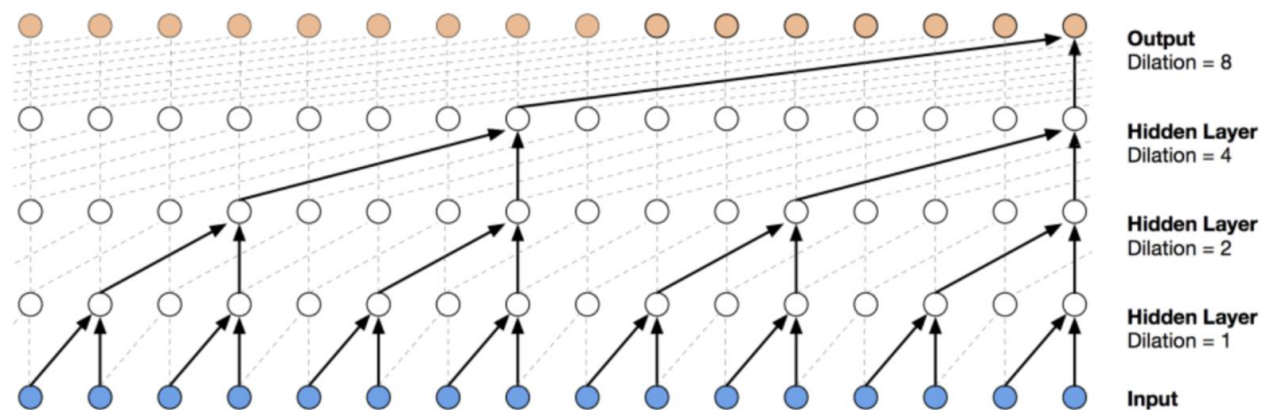 Output
Dilation = 8
Hidden Layer
Dilation = 4
Hidden Layer
Dilation = 2
Hidden Layer
Dilation = 1
Input